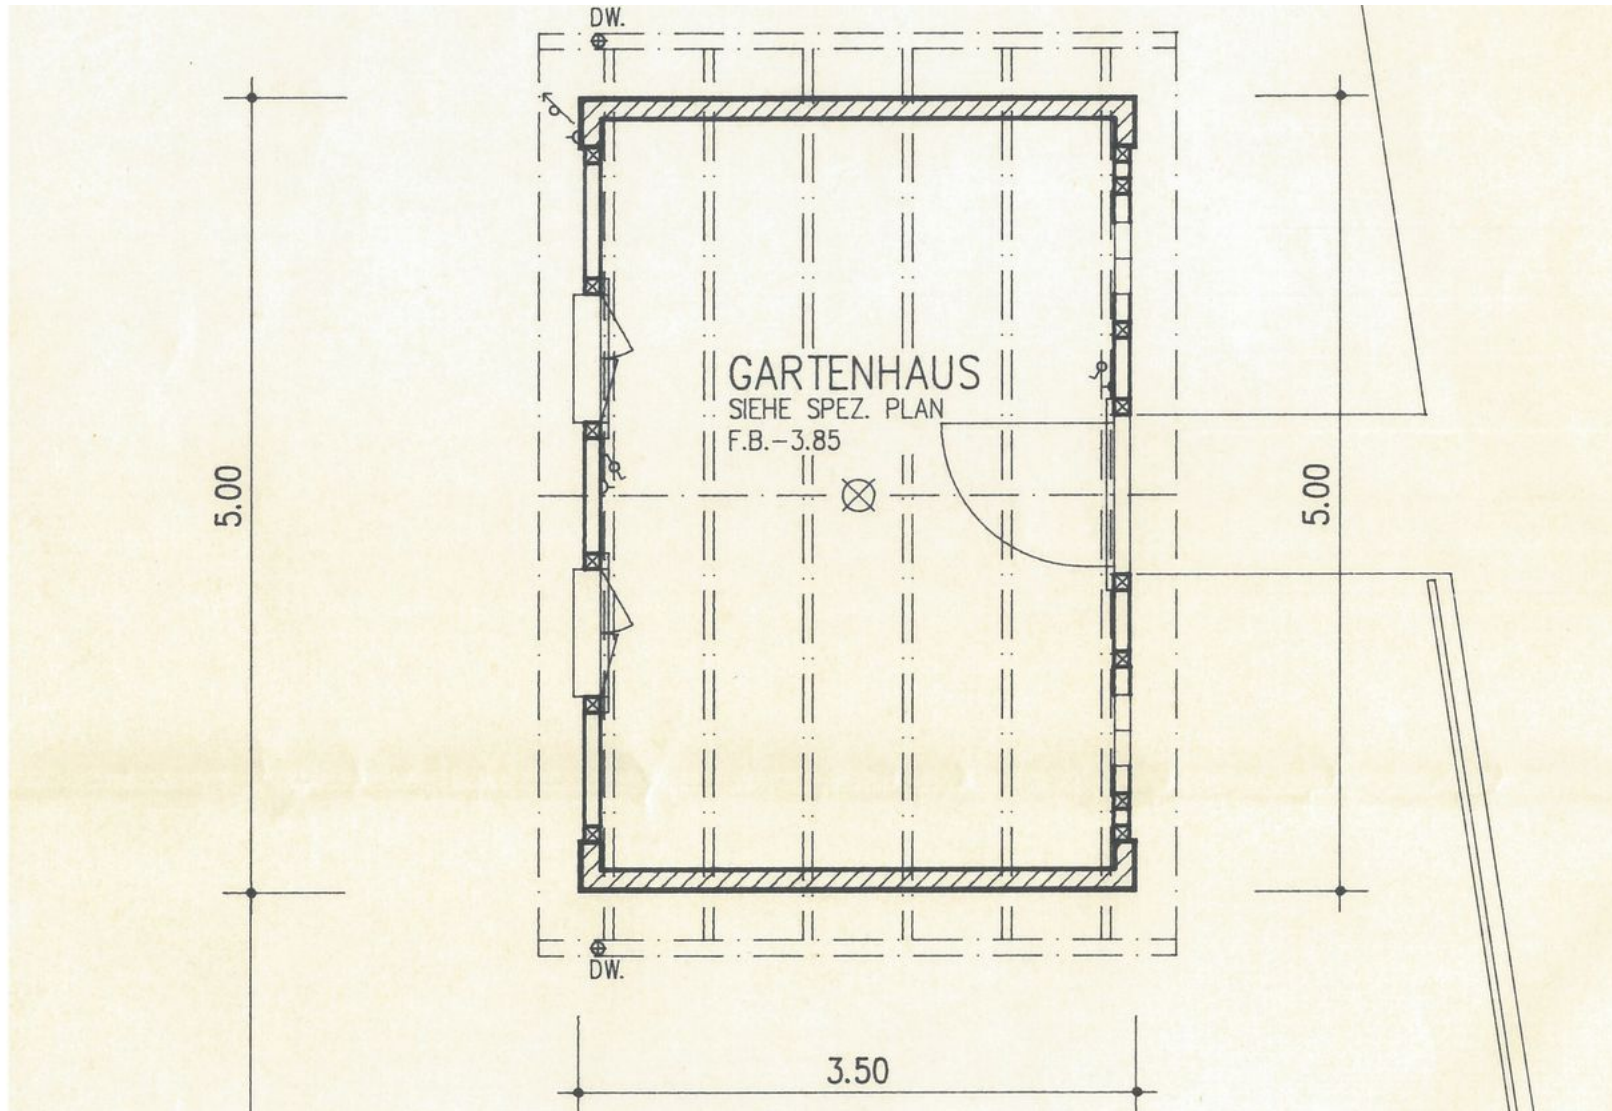 DW.
GARTENHAUS
SIEHE SPEZ. PLAN
F.B.-3.85
5.00
5.00
DW.
3.50